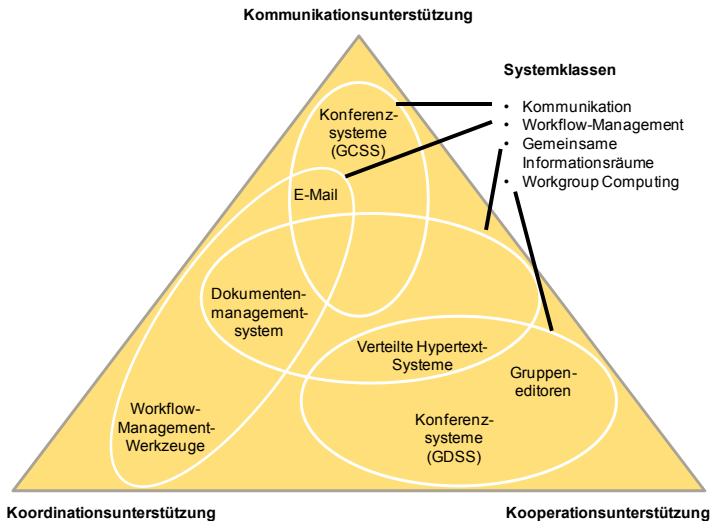 Kommunikationsunterstützung
Systemklassen
• Kommunikation
• Workflow-Management
• Gemeinsame
Informationsräume
• Workgroup Computing
Konferenz-
systeme
(GCSS)
E-Mail
Dokumenten-
management-
system
Verteilte Hypertext-
Systeme
Gruppen-
editoren
Workflow-
Management-
Werkzeuge
Konferenz-
systeme
(GDSS)
Koordinationsunterstützung
Kooperationsunterstützung